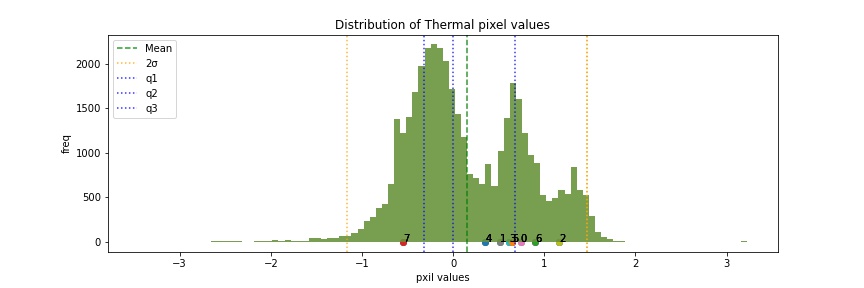 Distribution of Thermal pixel values
Mean
2σ
q1
q2
q3
freq
2000
1500
1000
500
0
7 4 1 3 5 0 6 2
−3 −2 −1 0 1 2 3
pxil values